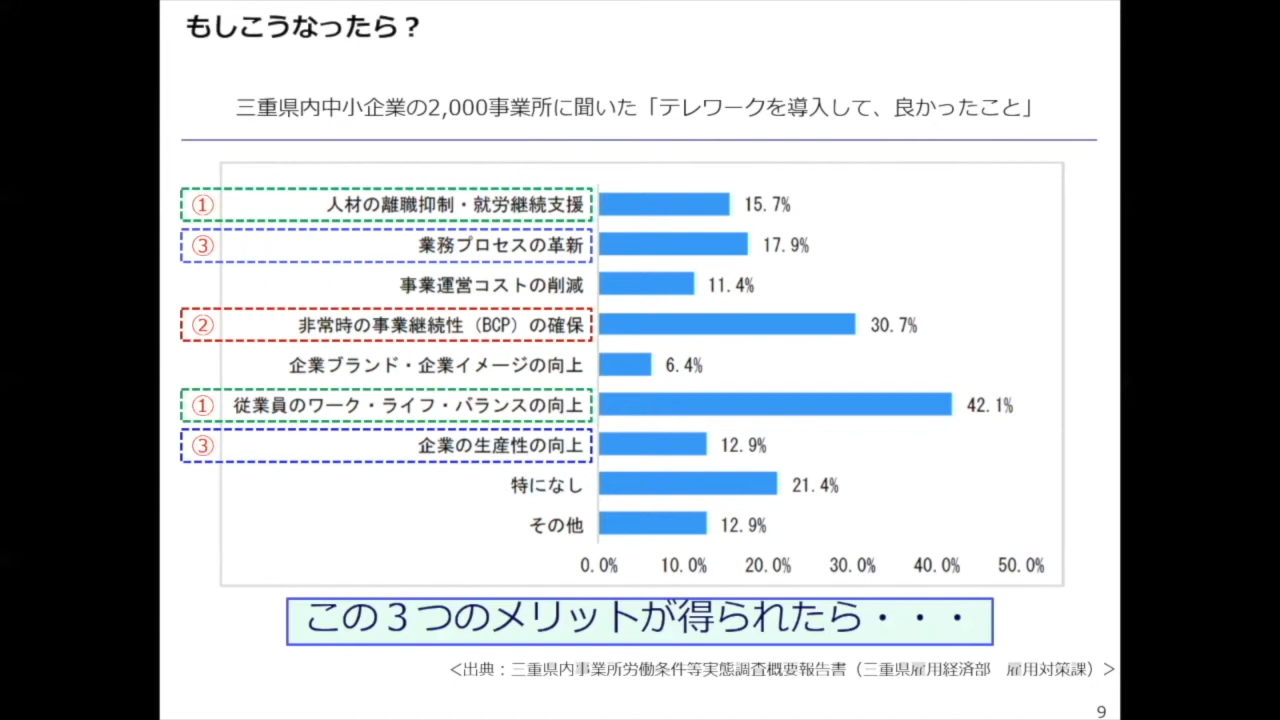 もしこうなったら？
三重県内中小企業の2,000事業所に聞いた「テレワークを導入して、良かったこと」
① 人材の離職抑制・就労継続支援 15.7%
③ 業務プロセスの革新 17.9%
事業運営コストの削減 11.4%
② 非常時の事業継続性（BCP）の確保 30.7%
企業ブランド・企業イメージの向上 6.4%
① 従業員のワーク・ライフ・バランスの向上 42.1%
③ 企業の生産性の向上 12.9%
特になし 21.4%
その他 12.9%
0.0% 10.0% 20.0% 30.0% 40.0% 50.0%
この３つのメリットが得られたら・・・
＜出典：三重県内事業所労働条件等実態調査概要報告書（三重県雇用経済部　雇用対策課）＞
9